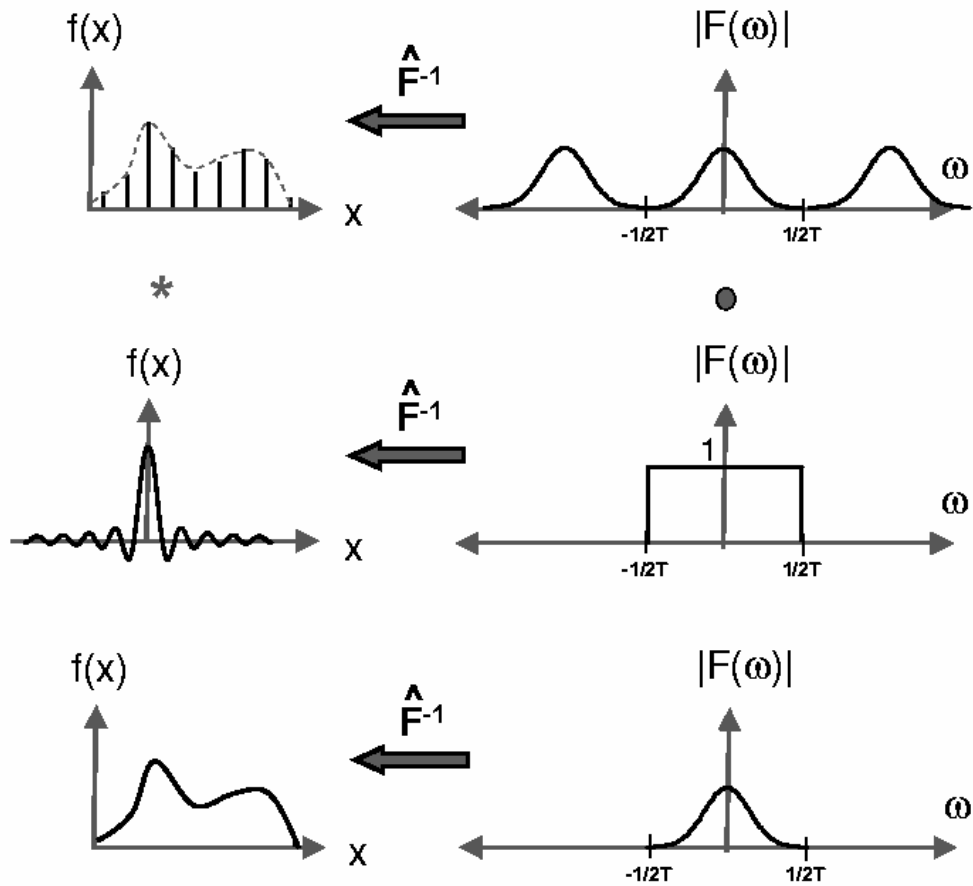 f(x)
F̂⁻¹
|F(ω)|
ω
x
-1/2T
1/2T
*
f(x)
F̂⁻¹
|F(ω)|
1
ω
x
-1/2T
1/2T
f(x)
F̂⁻¹
|F(ω)|
ω
x
-1/2T
1/2T